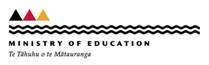 MINISTRY OF EDUCATION
Te Tāhuhu o te Mātauranga